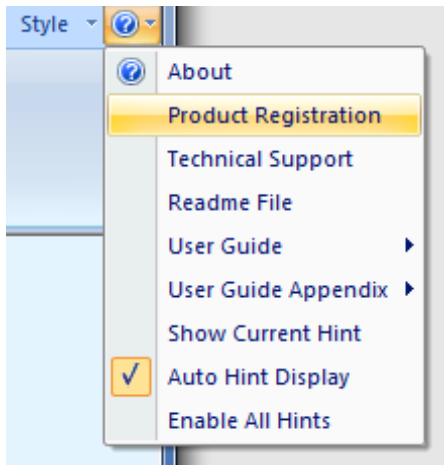 Style
About
Product Registration
Technical Support
Readme File
User Guide
User Guide Appendix
Show Current Hint
Auto Hint Display
Enable All Hints